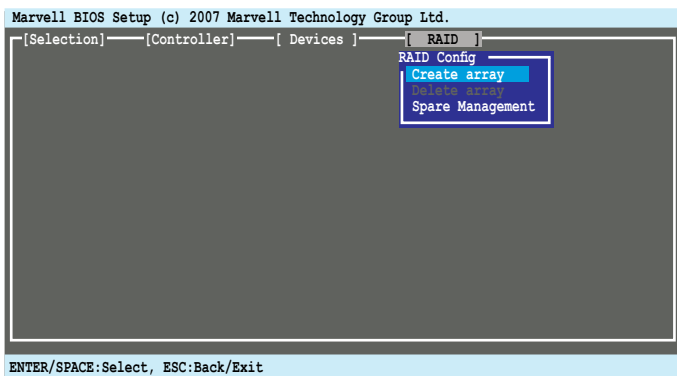 Marvell BIOS Setup (c) 2007 Marvell Technology Group Ltd.
[Selection] [Controller] [ Devices ] [ RAID ]
RAID Config
Create array
Delete array
Spare Management
ENTER/SPACE:Select, ESC:Back/Exit